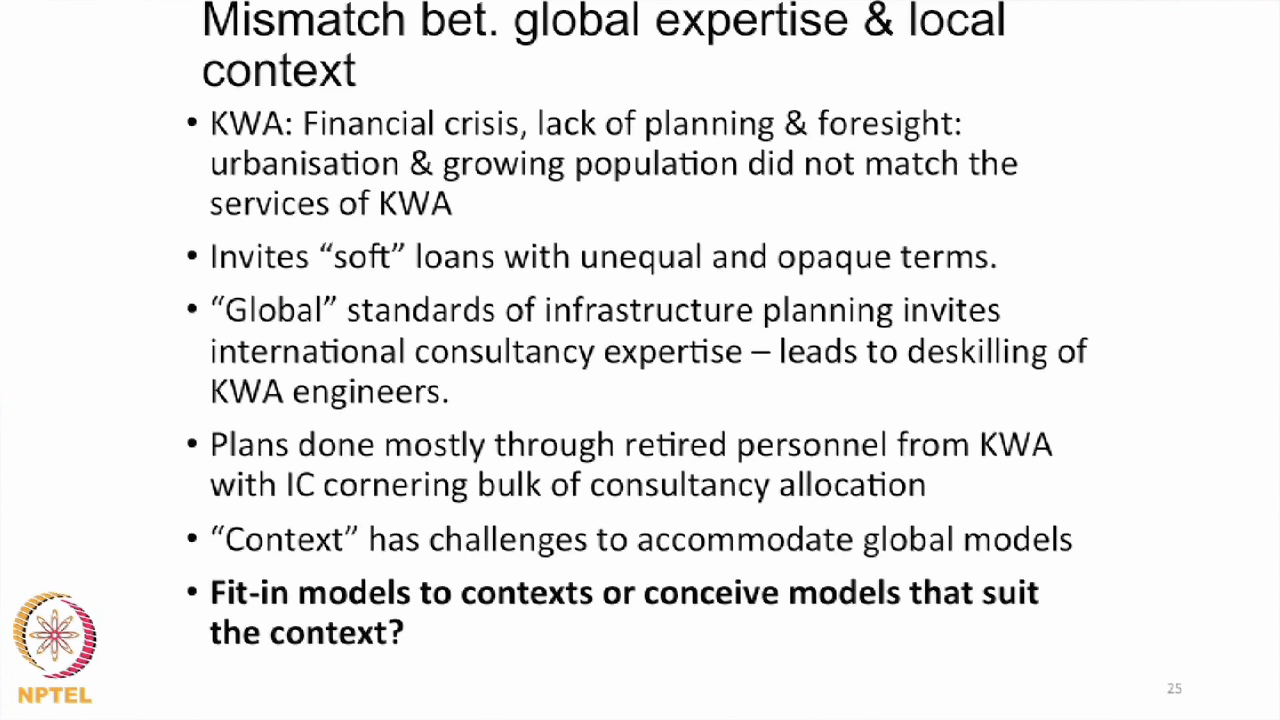 Mismatch bet. global expertise & local
context
• KWA: Financial crisis, lack of planning & foresight:
urbanisation & growing population did not match the
services of KWA
• Invites “soft” loans with unequal and opaque terms.
• “Global” standards of infrastructure planning invites
international consultancy expertise – leads to deskilling of
KWA engineers.
• Plans done mostly through retired personnel from KWA
with IC cornering bulk of consultancy allocation
• “Context” has challenges to accommodate global models
• Fit-in models to contexts or conceive models that suit
the context?
NPTEL
25